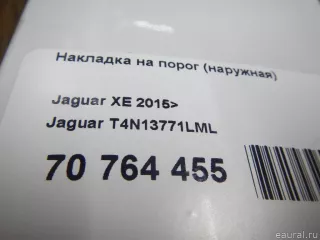 Накладка на порог (наружная)
Jaguar XE 2015>
Jaguar T4N13771LML
70 764 455
eaural.ru